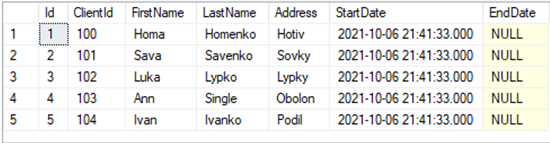 Id ClientId FirstName LastName Address StartDate EndDate
1 1 100 Homa Homenko Hotiv 2021-10-06 21:41:33.000 NULL
2 2 101 Sava Savenko Sovky 2021-10-06 21:41:33.000 NULL
3 3 102 Luka Lypko Lypky 2021-10-06 21:41:33.000 NULL
4 4 103 Ann Single Obolon 2021-10-06 21:41:33.000 NULL
5 5 104 Ivan Ivanko Podil 2021-10-06 21:41:33.000 NULL